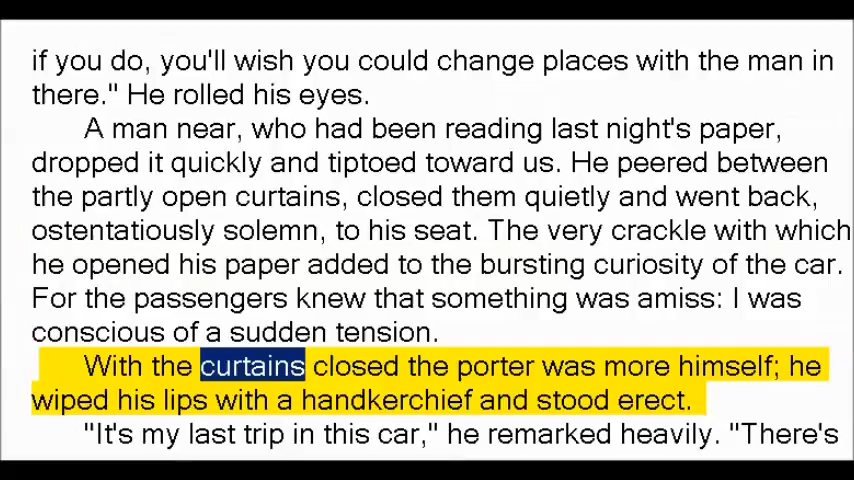 if you do, you'll wish you could change places with the man in
there." He rolled his eyes.
A man near, who had been reading last night's paper,
dropped it quickly and tiptoed toward us. He peered between
the partly open curtains, closed them quietly and went back,
ostentatiously solemn, to his seat. The very crackle with which
he opened his paper added to the bursting curiosity of the car.
For the passengers knew that something was amiss: I was
conscious of a sudden tension.
With the curtains closed the porter was more himself; he
wiped his lips with a handkerchief and stood erect.
"It's my last trip in this car," he remarked heavily. "There's